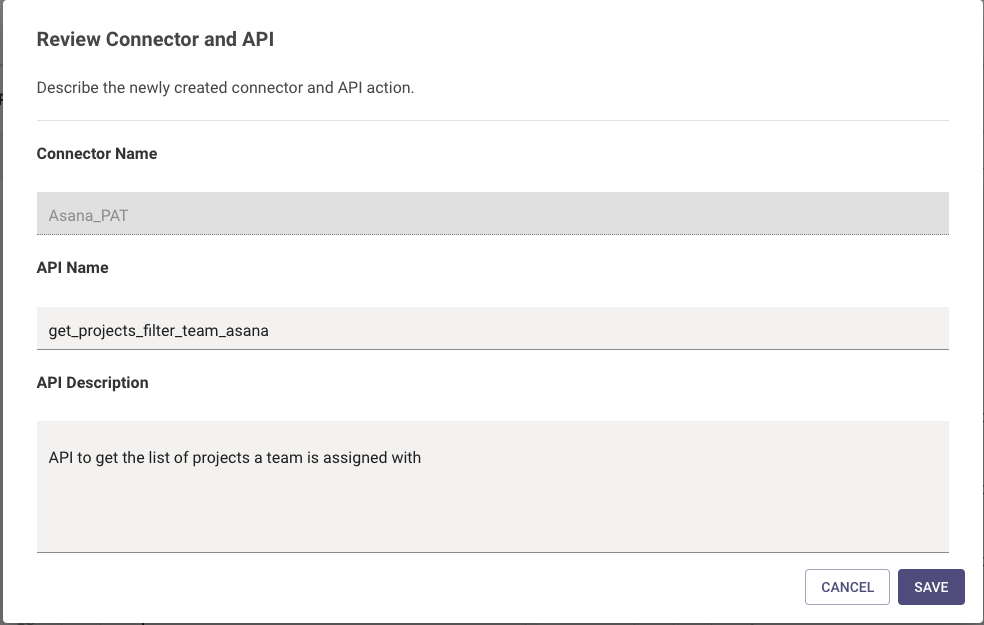 Review Connector and API
Describe the newly created connector and API action.
Connector Name
Asana_PAT
API Name
get_projects_filter_team_asana
API Description
API to get the list of projects a team is assigned with
CANCEL
SAVE